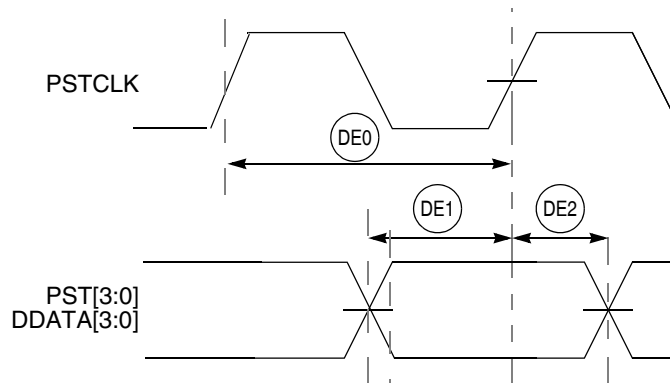 PSTCLK
DE0
DE1
DE2
PST[3:0]
DDATA[3:0]